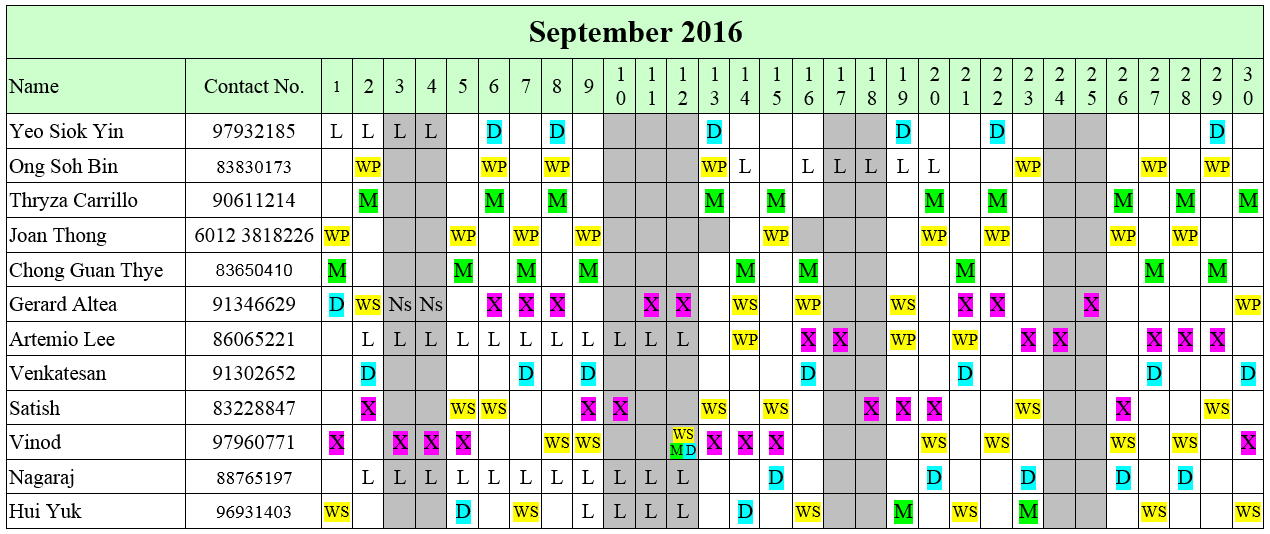 September 2016
Name Contact No. 1 2 3 4 5 6 7 8 9 10 11 12 13 14 15 16 17 18 19 20 21 22 23 24 25 26 27 28 29 30
Yeo Siok Yin 97932185 L L L L D D D D D D
Ong Soh Bin 83830173 WP WP WP WP L L L L L L WP WP WP
Thryza Carrillo 90611214 M M M M M M M M M M
Joan Thong 6012 3818226 WP WP WP WP WP WP WP WP WP
Chong Guan Thye 83650410 M M M M M M M M M
Gerard Altea 91346629 D WS Ns Ns X X X X X WS WP WS X X X WP
Artemio Lee 86065221 L L L L L L L L L L L WP X X WP WP X X X X X
Venkatesan 91302652 D D D D D D D
Satish 83228847 X WS WS X X WS WS X X X WS X WS
Vinod 97960771 X X X X WS WS WS M D X X X WS WS WS WS X
Nagaraj 88765197 L L L L L L L L L L L D D D D D
Hui Yuk 96931403 WS D WS L L L L D WS M WS M WS WS